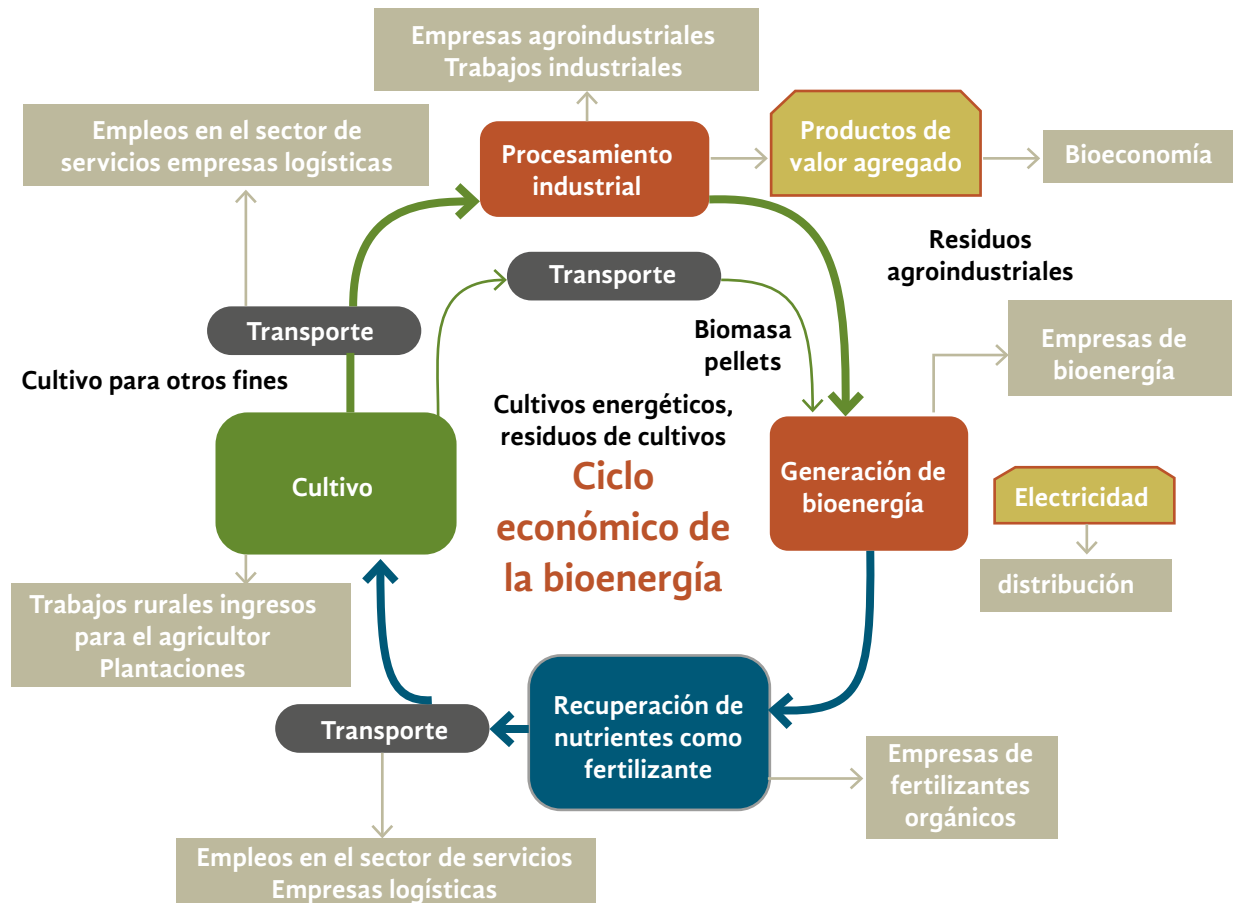 Empresas agroindustriales
Trabajos industriales
Empleos en el sector de
servicios empresas logísticas
Procesamiento
industrial
Productos de
valor agregado
Bioeconomía
Residuos
agroindustriales
Transporte
Transporte
Biomasa
pellets
Empresas de
bioenergía
Cultivo para otros fines
Cultivos energéticos,
residuos de cultivos
Cultivo
Ciclo
económico de
la bioenergía
Generación de
bioenergía
Electricidad
distribución
Trabajos rurales ingresos
para el agricultor
Plantaciones
Transporte
Recuperación de
nutrientes como
fertilizante
Empresas de
fertilizantes
orgánicos
Empleos en el sector de servicios
Empresas logísticas